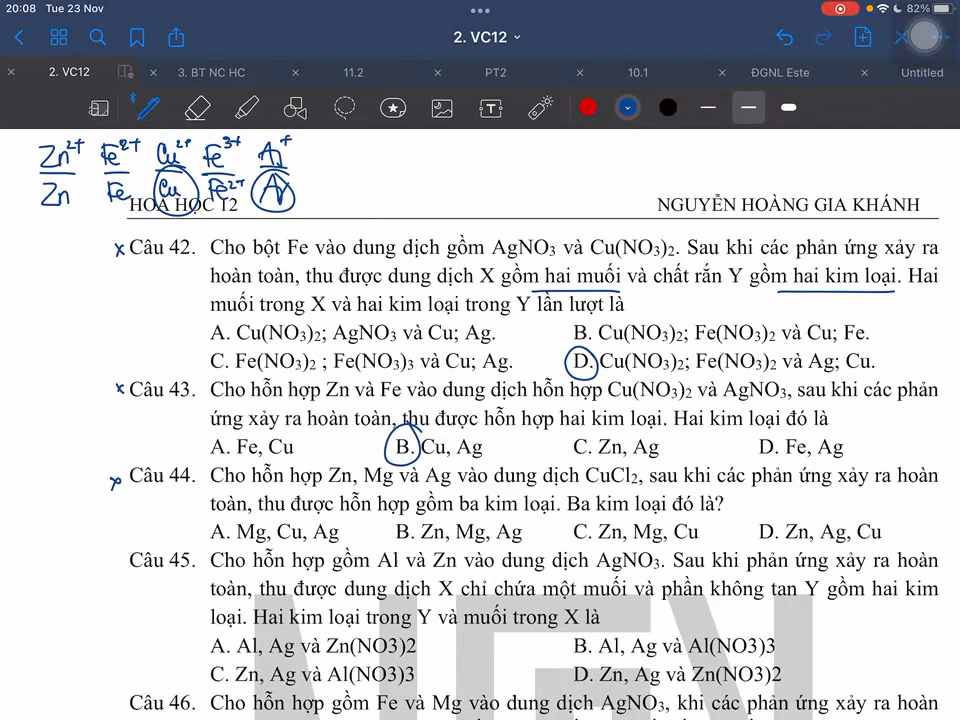 20:08 Tue 23 Nov 82%
2. VC12
2. VC12 3. BT NC HC 11.2 PT2 10.1 ĐGNL Este Untitled
Zn²⁺ Fe²⁺ Cu²⁺ Fe³⁺ Ag⁺
Zn Fe Cu Fe²⁺ Ag
HOÁ HỌC 12 NGUYỄN HOÀNG GIA KHÁNH
x Câu 42. Cho bột Fe vào dung dịch gồm AgNO₃ và Cu(NO₃)₂. Sau khi các phản ứng xảy ra
hoàn toàn, thu được dung dịch X gồm hai muối và chất rắn Y gồm hai kim loại. Hai
muối trong X và hai kim loại trong Y lần lượt là
A. Cu(NO₃)₂; AgNO₃ và Cu; Ag. B. Cu(NO₃)₂; Fe(NO₃)₂ và Cu; Fe.
C. Fe(NO₃)₂ ; Fe(NO₃)₃ và Cu; Ag. D. Cu(NO₃)₂; Fe(NO₃)₂ và Ag; Cu.
x Câu 43. Cho hỗn hợp Zn và Fe vào dung dịch hỗn hợp Cu(NO₃)₂ và AgNO₃, sau khi các phản
ứng xảy ra hoàn toàn, thu được hỗn hợp hai kim loại. Hai kim loại đó là
A. Fe, Cu B. Cu, Ag C. Zn, Ag D. Fe, Ag
x Câu 44. Cho hỗn hợp Zn, Mg và Ag vào dung dịch CuCl₂, sau khi các phản ứng xảy ra hoàn
toàn, thu được hỗn hợp gồm ba kim loại. Ba kim loại đó là?
A. Mg, Cu, Ag B. Zn, Mg, Ag C. Zn, Mg, Cu D. Zn, Ag, Cu
Câu 45. Cho hỗn hợp gồm Al và Zn vào dung dịch AgNO₃. Sau khi phản ứng xảy ra hoàn
toàn, thu được dung dịch X chỉ chứa một muối và phần không tan Y gồm hai kim
loại. Hai kim loại trong Y và muối trong X là
A. Al, Ag và Zn(NO3)2 B. Al, Ag và Al(NO3)3
C. Zn, Ag và Al(NO3)3 D. Zn, Ag và Zn(NO3)2
Câu 46. Cho hỗn hợp gồm Fe và Mg vào dung dịch AgNO₃, khi các phản ứng xảy ra hoàn